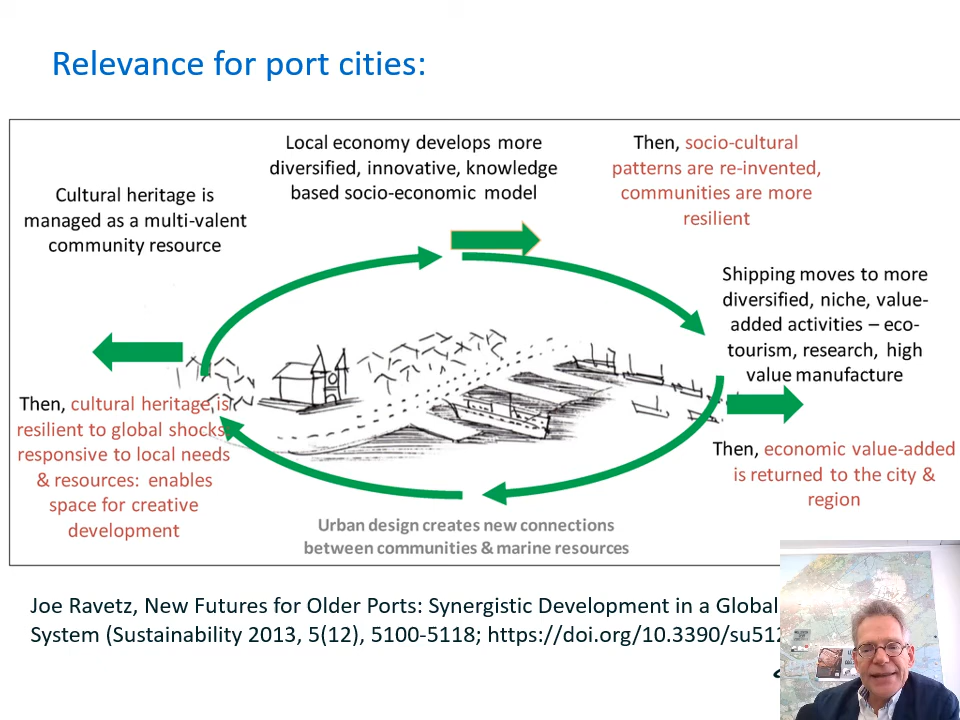 Relevance for port cities:
Cultural heritage is
managed as a multi-valent
community resource
Local economy develops more
diversified, innovative, knowledge
based socio-economic model
Then, socio-cultural
patterns are re-invented,
communities are more
resilient
Shipping moves to more
diversified, niche, value-
added activities – eco-
tourism, research, high
value manufacture
Then, economic value-added
is returned to the city &
region
Urban design creates new connections
between communities & marine resources
Then, cultural heritage is
resilient to global shocks
responsive to local needs
& resources: enables
space for creative
development
Joe Ravetz, New Futures for Older Ports: Synergistic Development in a Global
System (Sustainability 2013, 5(12), 5100-5118; https://doi.org/10.3390/su512